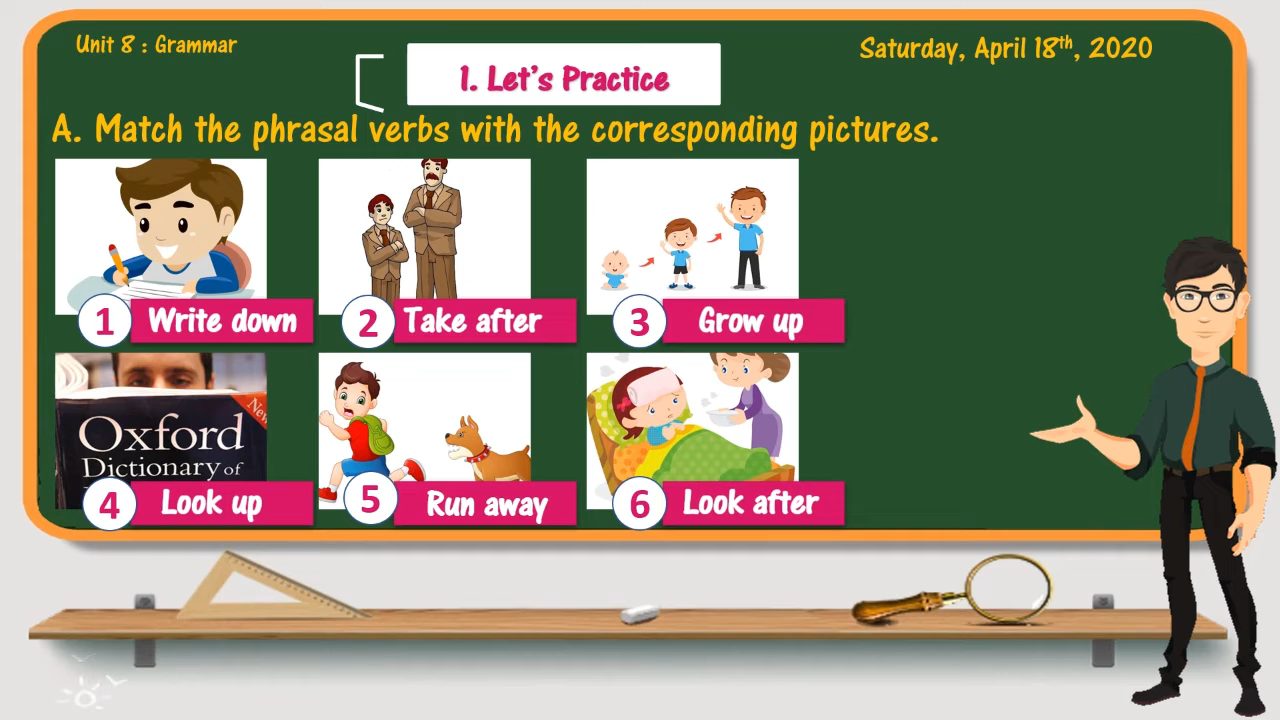 Unit 8 : Grammar
Saturday, April 18th, 2020
1. Let's Practice
A. Match the phrasal verbs with the corresponding pictures.
1 Write down
2 Take after
3 Grow up
New
Oxford
Dictionary of
4 Look up
5 Run away
6 Look after